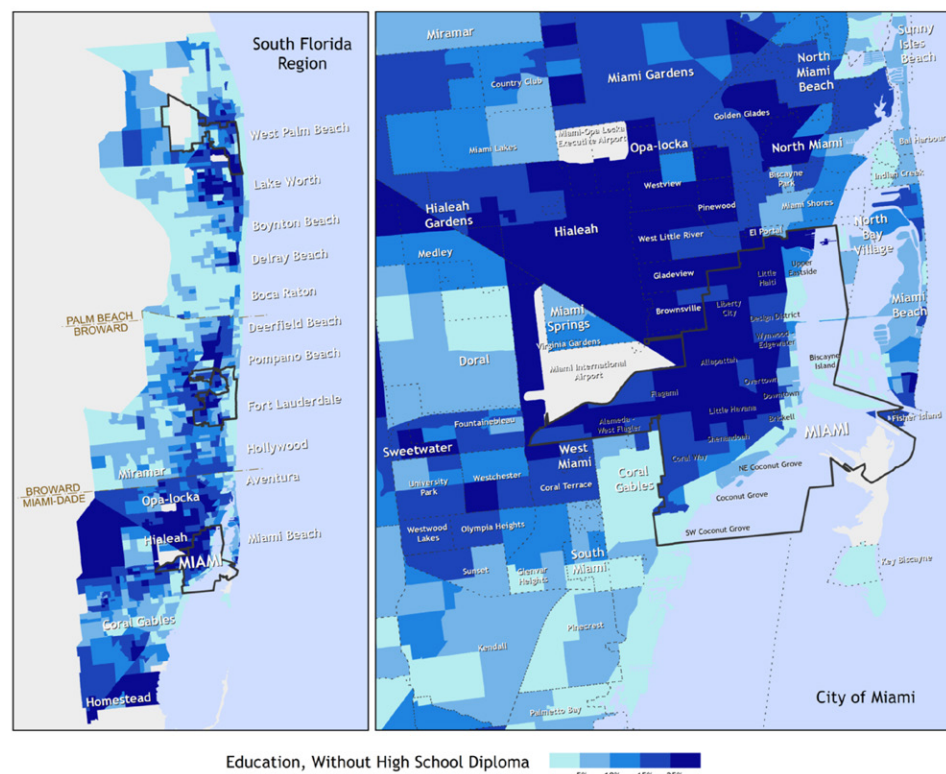 South Florida
Region
West Palm Beach
Lake Worth
Boynton Beach
Delray Beach
Boca Raton
PALM BEACH
BROWARD
Deerfield Beach
Pompano Beach
Fort Lauderdale
Hollywood
Miramar
Aventura
BROWARD
MIAMI-DADE
Opa-locka
Hialeah
Miami Beach
MIAMI
Coral Gables
Homestead
Miramar
Sunny
Isles
Beach
Country Club
Miami Gardens
North
Miami
Beach
Golden Glades
Miami-Opa Locka
Executive Airport
Miami Lakes
Opa-locka
North Miami
Bal Harbour
Biscayne
Park
Indian Creek
Westview
Hialeah
Gardens
Pinewood
Miami Shores
Hialeah
North
Bay
Village
West Little River
El Portal
Medley
Upper
Eastside
Gladeview
Little
Haiti
Miami
Springs
Brownsville
Liberty
City
Miami
Beach
Design District
Virginia Gardens
Wynwood
Edgewater
Doral
Miami International
Airport
Allapattah
Biscayne
Island
Flagami
Overtown
Downtown
Fountainebleau
Alameda
West Flagler
Little Havana
Brickell
Fisher Island
MIAMI
Sweetwater
West
Miami
Shenandoah
Coral Way
NE Coconut Grove
University
Park
Westchester
Coral Terrace
Coral
Gables
Coconut Grove
Westwood
Lakes
Olympia Heights
SW Coconut Grove
South
Miami
Sunset
Glenvar
Heights
Key Biscayne
Pinecrest
Kendall
Palmetto Bay
City of Miami
Education, Without High School Diploma